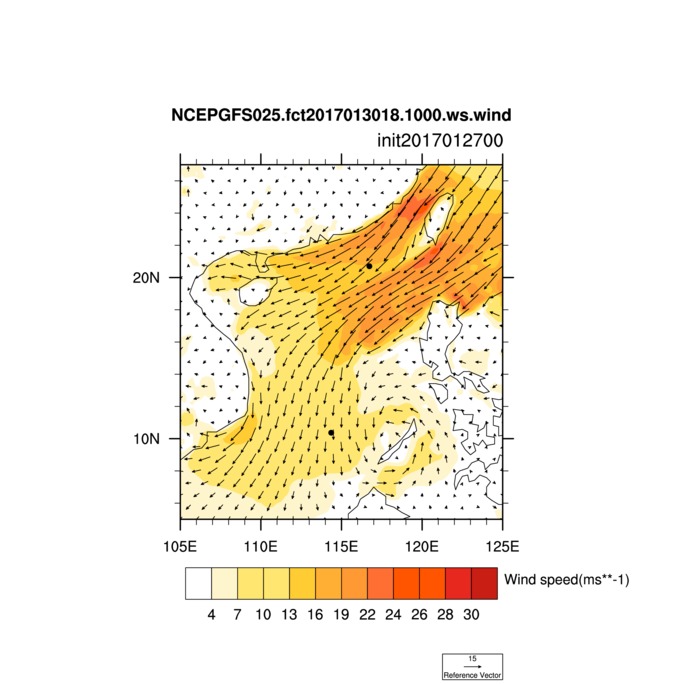 NCEPGFS025.fct2017013018.1000.ws.wind
init2017012700
20N
10N
105E 110E 115E 120E 125E
Wind speed(ms**-1)
4 7 10 13 16 19 22 24 26 28 30
15
Reference Vector